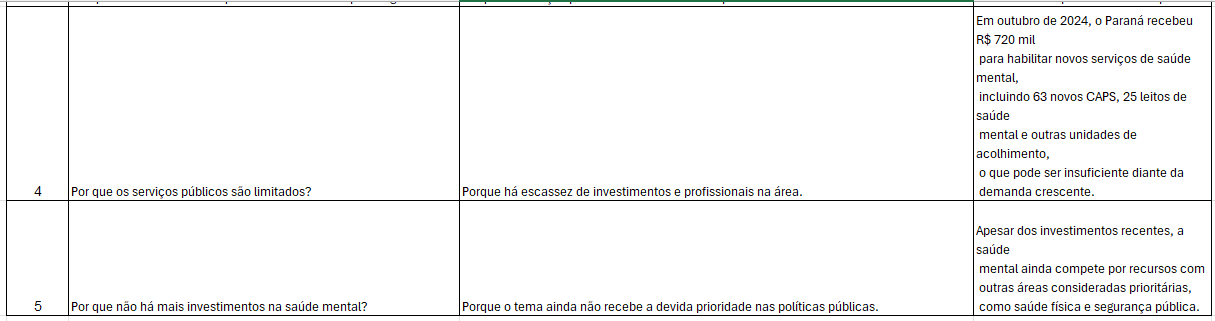 Em outubro de 2024, o Paraná recebeu
R$ 720 mil
para habilitar novos serviços de saúde
mental,
incluindo 63 novos CAPS, 25 leitos de
saúde
mental e outras unidades de
acolhimento,
o que pode ser insuficiente diante da
4 Por que os serviços públicos são limitados? Porque há escassez de investimentos e profissionais na área. demanda crescente.
Apesar dos investimentos recentes, a
saúde
mental ainda compete por recursos com
outras áreas consideradas prioritárias,
5 Por que não há mais investimentos na saúde mental? Porque o tema ainda não recebe a devida prioridade nas políticas públicas. como saúde física e segurança pública.